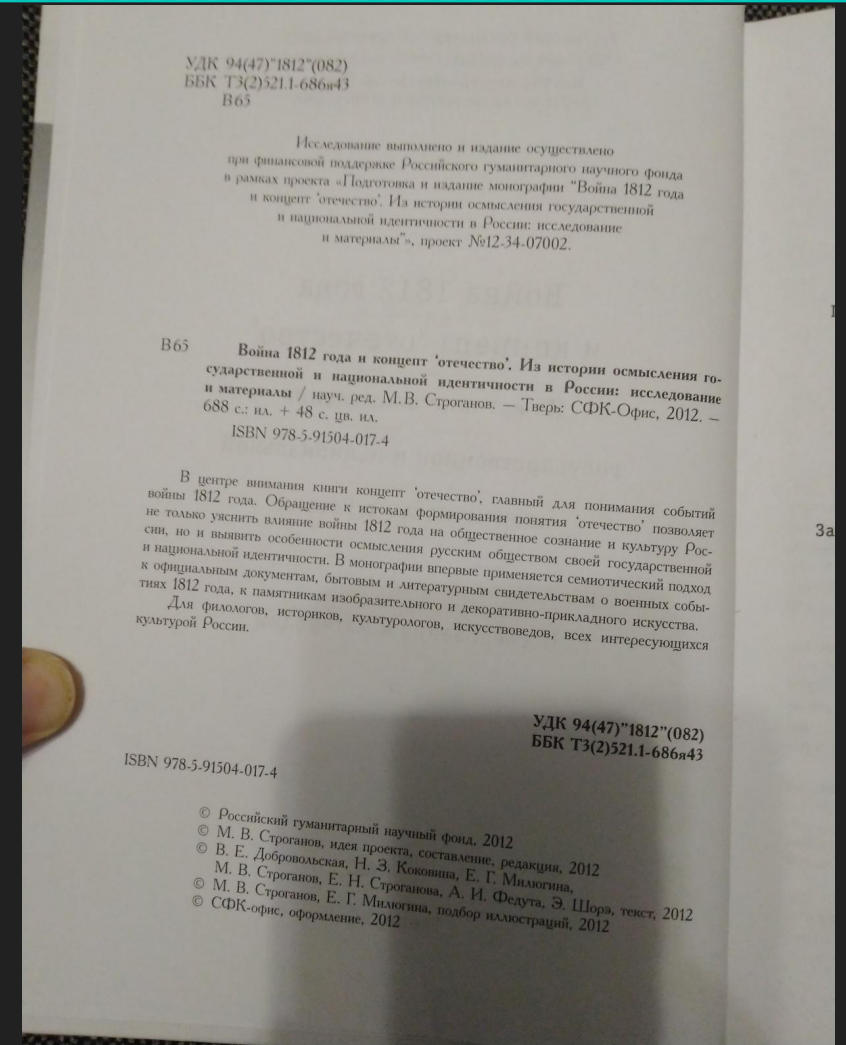 УДК 94(47)"1812"(082)
ББК Т3(2)521.1-686я43
В65
Исследование выполнено и издание осуществлено
при финансовой поддержке Российского гуманитарного научного фонда
в рамках проекта «Подготовка и издание монографии "Война 1812 года
и концепт 'отечество'. Из истории осмысления государственной
и национальной идентичности в России: исследование
и материалы"», проект №12-34-07002.
В65 Война 1812 года и концепт 'отечество'. Из истории осмысления го-
сударственной и национальной идентичности в России: исследование
и материалы / науч. ред. М.В. Строганов. — Тверь: СФК-Офис, 2012. —
688 с.: ил. + 48 с. цв. ил.
ISBN 978-5-91504-017-4
В центре внимания книги концепт 'отечество', главный для понимания событий
войны 1812 года. Обращение к истокам формирования понятия 'отечество' позволяет
не только уяснить влияние войны 1812 года на общественное сознание и культуру Рос-
сии, но и выявить особенности осмысления русским обществом своей государственной
и национальной идентичности. В монографии впервые применяется семиотический подход
к официальным документам, бытовым и литературным свидетельствам о военных собы-
тиях 1812 года, к памятникам изобразительного и декоративно-прикладного искусства.
Для филологов, историков, культурологов, искусствоведов, всех интересующихся
культурой России.
УДК 94(47)"1812"(082)
ББК Т3(2)521.1-686я43
ISBN 978-5-91504-017-4
© Российский гуманитарный научный фонд, 2012
© М. В. Строганов, идея проекта, составление, редакция, 2012
© В. Е. Добровольская, Н. З. Коковина, Е. Г. Милюгина,
М. В. Строганов, Е. Н. Строганова, А. И. Федута, Э. Шорэ, текст, 2012
© М. В. Строганов, Е. Г. Милюгина, подбор иллюстраций, 2012
© СФК-офис, оформление, 2012
За